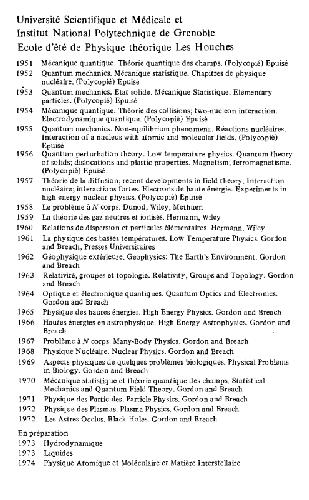 Université Scientifique et Médicale et
Institut National Polytechnique de Grenoble
Ecole d'été de Physique théorique Les Houches
1951 Mécanique quantique. Théorie quantique des champs. (Polycopié) Epuisé
1952 Quantum mechanics. Mécanique statistique. Chapitres de physique
nucléaire. (Polycopié) Epuisé
1953 Quantum mechanics. Etat solide. Mécanique Statistique. Elementary
particles. (Polycopié) Epuisé
1954 Mécanique quantique. Théorie des collisions; two-nucleon interaction.
Electrodynamique quantique. (Polycopié) Epuisé
1955 Quantum mechanics. Non-equilibrium phenomena. Réactions nucléaires.
Interaction of a nucleus with atomic and molecular fields. (Polycopié)
Epuisé
1956 Quantum perturbation theory. Low temperature physics. Quantum theory
of solids; dislocations and plastic properties. Magnetism; ferromagnetisme.
(Polycopié) Epuisé
1957 Théorie de la diffusion; recent developments in field theory; interaction
nucléaire; interactions fortes. Electrons de haute énergie. Experiments in
high energy nuclear physics. (Polycopié) Epuisé
1958 Le problème à N corps. Dunod, Wiley, Methuen
1959 La théorie des gaz neutres et ionisés. Hermann, Wiley
1960 Relations de dispersion et particules élémentaires. Hermann, Wiley
1961 La physique des basses températures. Low Temperature Physics. Gordon
and Breach, Presses Universitaires
1962 Géophysique extérieure. Geophysics: The Earth's Environment. Gordon
and Breach
1963 Relativité, groupes et topologie. Relativity, Groups and Topology. Gordon
and Breach
1964 Optique et électronique quantiques. Quantum Optics and Electronics.
Gordon and Breach
1965 Physique des hautes énergies. High Energy Physics. Gordon and Breach
1966 Hautes énergies en astrophysique. High Energy Astrophysics. Gordon and
Breach
1967 Problème à N corps. Many-Body Physics. Gordon and Breach
1968 Physique Nucléaire. Nuclear Physics. Gordon and Breach
1969 Aspects physiques de quelques problèmes biologiques. Physical Problems
in Biology. Gordon and Breach
1970 Mécanique statistique et théorie quantique des champs. Statistical
Mechanics and Quantum Field Theory. Gordon and Breach
1971 Physique des Particules. Particle Physics. Gordon and Breach
1972 Physique des Plasmas. Plasma Physics. Gordon and Breach
1972 Les Astres Occlus. Black Holes. Gordon and Breach
En préparation
1973 Hydrodynamique
1973 Liquides
1974 Physique Atomique et Moléculaire et Matière Interstellaire